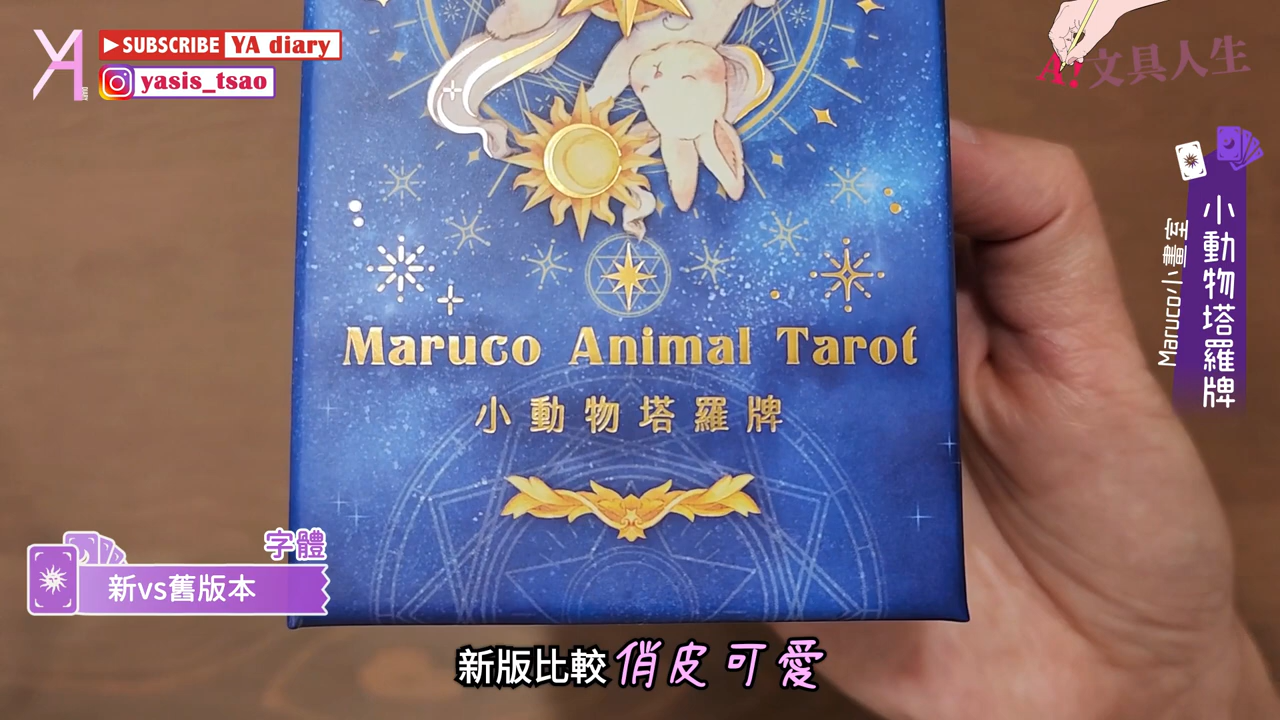 YA
SUBSCRIBE YA diary
yasis_tsao
A! 文具人生
小動物塔羅牌
Maruco小畫室
Maruco Animal Tarot
小動物塔羅牌
字體
新vs舊版本
新版比較俏皮可愛